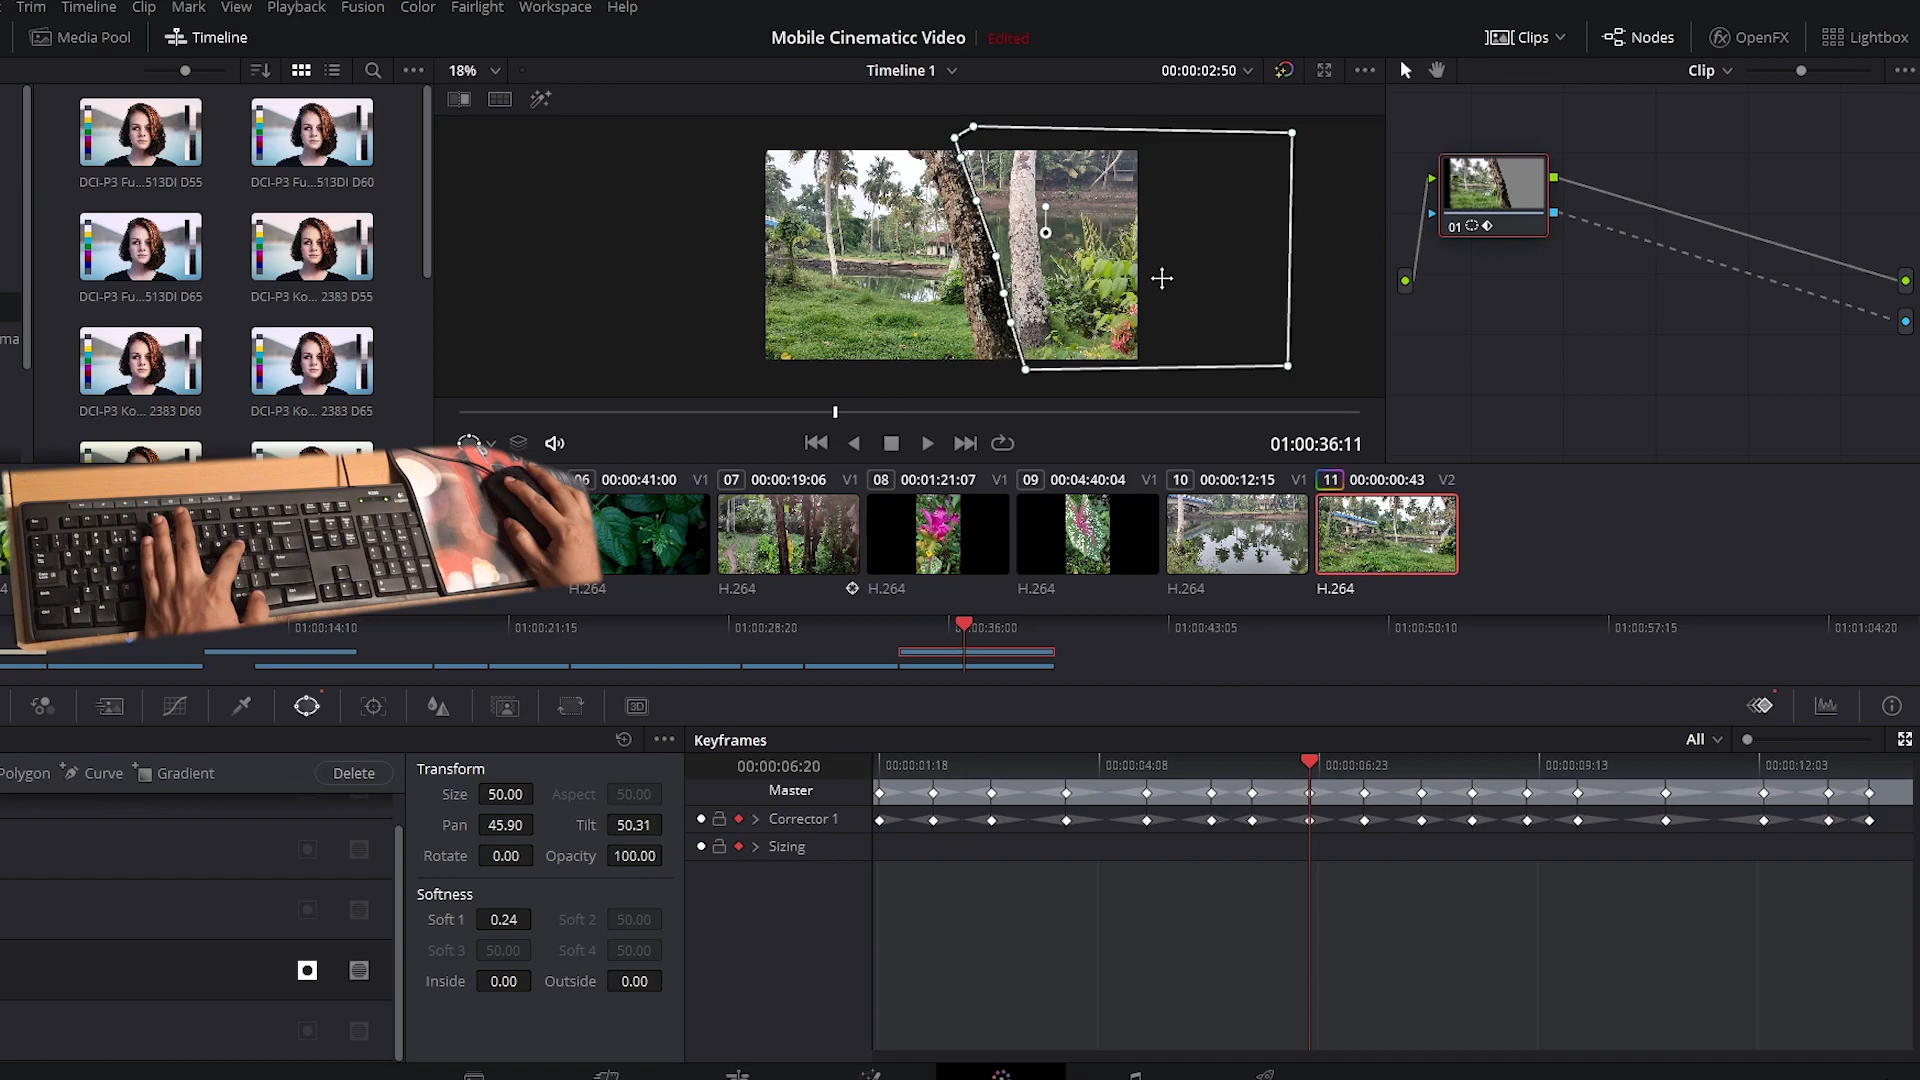 Trim Timeline Clip Mark View Playback Fusion Color Fairlight Workspace Help
Media Pool Timeline Mobile Cinematicc Video Edited Clips Nodes OpenFX Lightbox
18% Timeline 1 00:00:02:50 Clip
DCI-P3 Fu...513DI D55 DCI-P3 Fu...513DI D60
DCI-P3 Fu...513DI D65 DCI-P3 Ko... 2383 D55
DCI-P3 Ko... 2383 D60 DCI-P3 Ko... 2383 D65
ma
01
01:00:36:11
06 00:00:41:00 V1 07 00:00:19:06 V1 08 00:01:21:07 V1 09 00:04:40:04 V1 10 00:00:12:15 V1 11 00:00:00:43 V2
4 H.264 H.264 H.264 H.264 H.264 H.264
01:00:14:10 01:00:21:15 01:00:28:20 00:36:00 01:00:43:05 01:00:50:10 01:00:57:15 01:01:04:20
3D
Keyframes All
Polygon Curve Gradient Delete
Transform
Size 50.00 Aspect 50.00
Pan 45.90 Tilt 50.31
Rotate 0.00 Opacity 100.00
Softness
Soft 1 0.24 Soft 2 50.00
Soft 3 50.00 Soft 4 50.00
Inside 0.00 Outside 0.00
00:00:06:20 00:00:01:18 00:00:04:08 00:00:06:23 00:00:09:13 00:00:12:03
Master
Corrector 1
Sizing